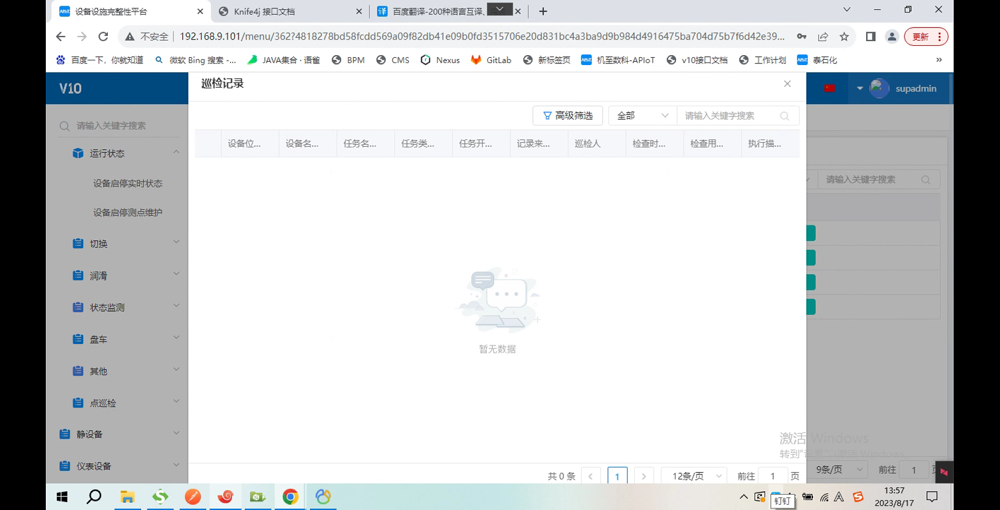 设备设施完整性平台
Knife4j 接口文档
百度翻译-200种语言互译、
不安全
192.168.9.101/menu/362?4818278bd58fcdd569a09f82db41e09b0fd3515706e20d831bc4a3ba9d9b984d4916475ba704d75b7f6d42e39...
更新
百度一下，你就知道
微软 Bing 搜索 -...
JAVA集合 · 语雀
BPM
CMS
Nexus
GitLab
新标签页
机至数科-APIoT
v10接口文档
工作计划
泰石化
V10
巡检记录
supadmin
高级筛选
全部
请输入关键字搜索
请输入关键字搜索
设备位...
设备名...
任务名...
任务类...
任务开...
记录来...
巡检人
检查时...
检查用...
执行描...
运行状态
设备启停实时状态
设备启停测点维护
切换
润滑
状态监测
盘车
其他
点巡检
静设备
仪表设备
请输入关键字搜索
暂无数据
激活 Windows
转到"设置"以激活 Windows。
共 0 条
1
12条/页
前往
1
页
9条/页
前往
1
钉钉
13:57
2023/8/17